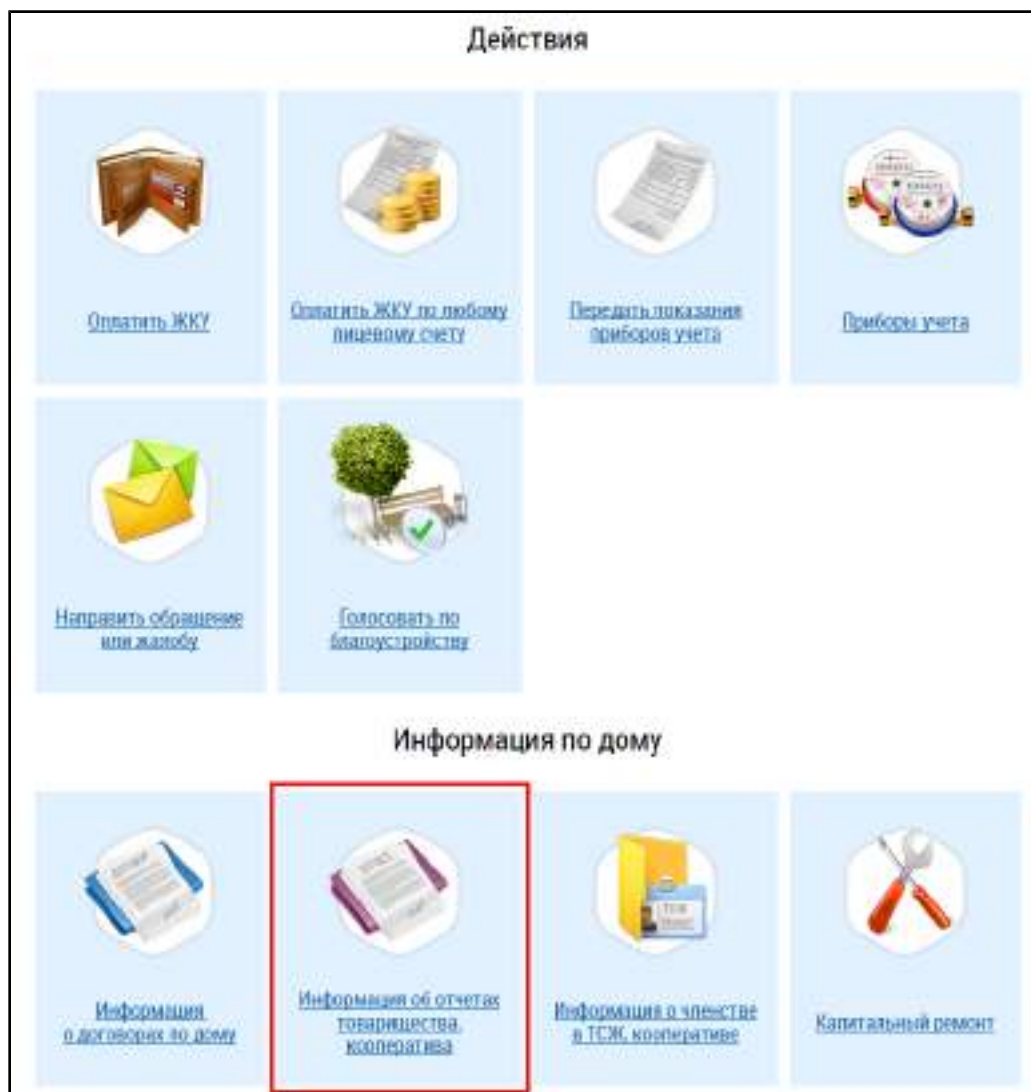 Действия
Оплатить ЖКУ
Оплатить ЖКУ по любому
лицевому счету
Передать показания
приборов учета
Приборы учета
Направить обращение
или жалобу
Голосовать по
благоустройству
Информация по дому
Информация
о договорах по дому
Информация об отчетах
товарищества,
кооператива
ТСЖ
Информация о членстве
в ТСЖ, кооперативе
Капитальный ремонт